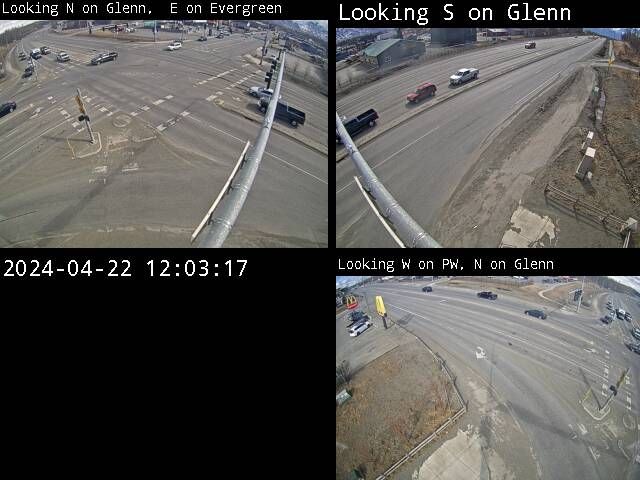 Looking N on Glenn,  E on Evergreen
Looking S on Glenn
2024-04-22 12:03:17
Looking W on PW, N on Glenn